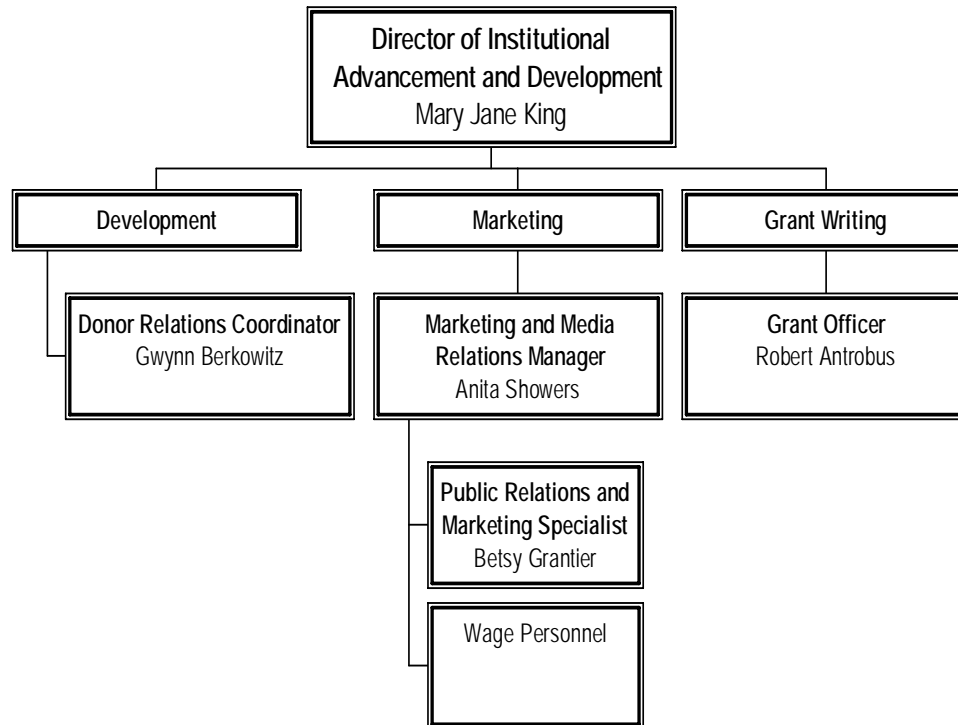 Director of Institutional
Advancement and Development
Mary Jane King
Development
Marketing
Grant Writing
Donor Relations Coordinator
Gwynn Berkowitz
Marketing and Media
Relations Manager
Anita Showers
Grant Officer
Robert Antrobus
Public Relations and
Marketing Specialist
Betsy Grantier
Wage Personnel